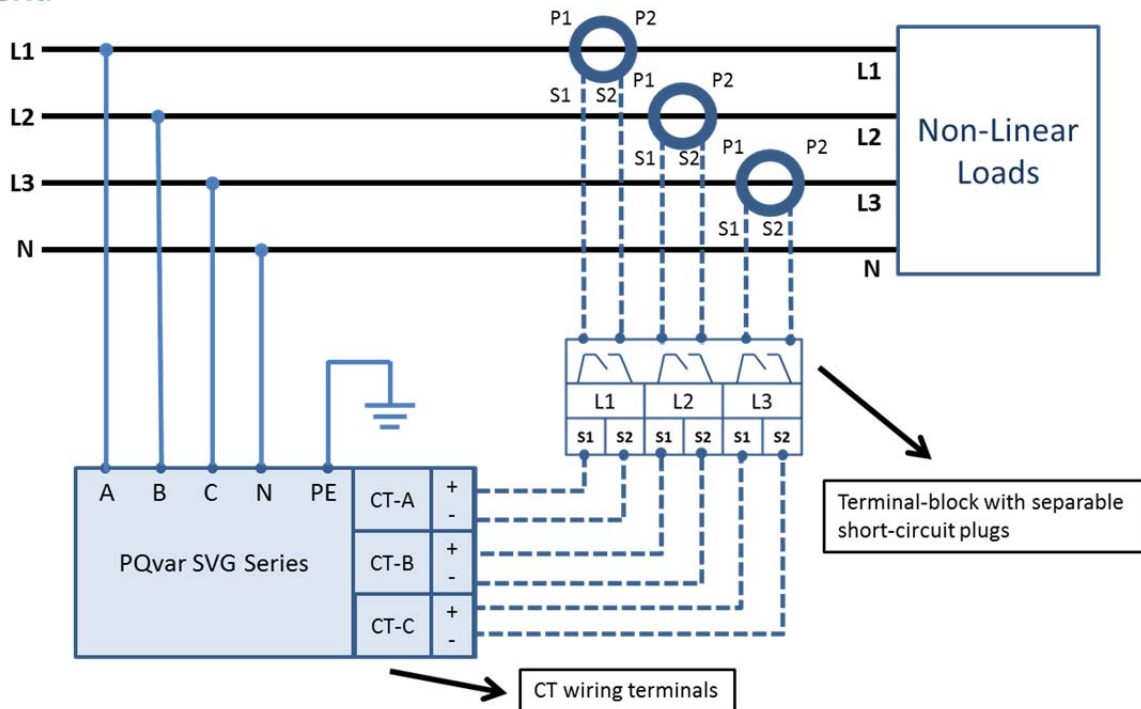 P1 P2
L1
L1
P1 P2
S1 S2
L2
L2
P1 P2
S1 S2
Non-Linear
Loads
L3
L3
S1 S2
N
N
L1 L2 L3
S1 S2 S1 S2 S1 S2
A B C N PE
CT-A
+
-
PQvar SVG Series
CT-B
+
-
CT-C
+
-
Terminal-block with separable
short-circuit plugs
CT wiring terminals